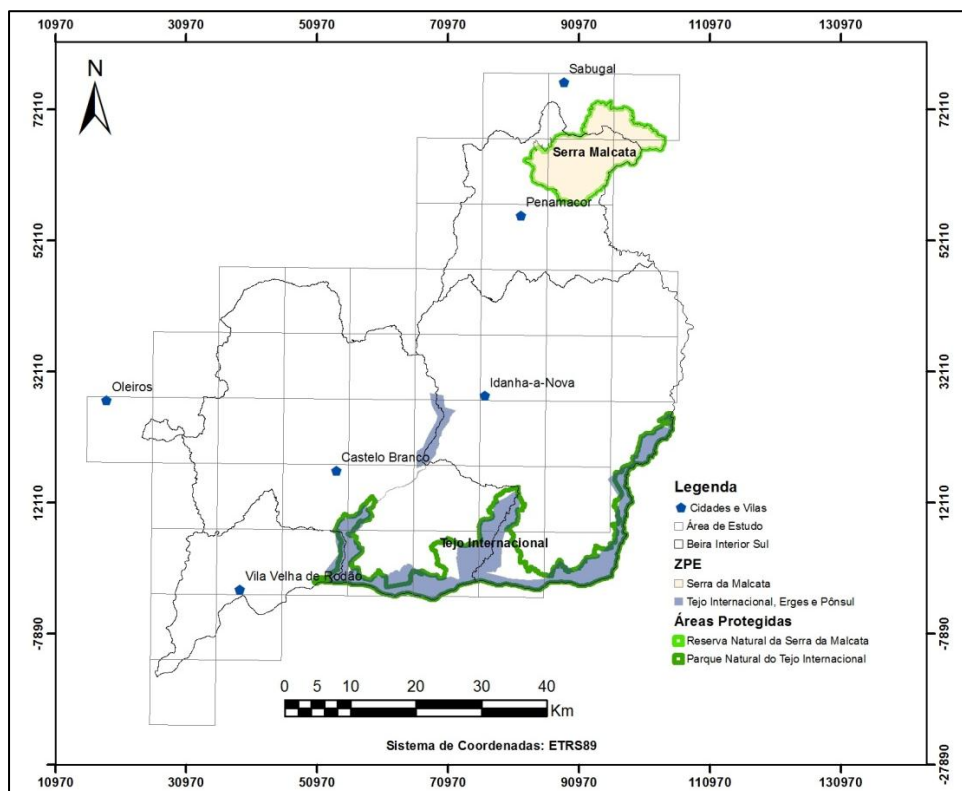 10970 30970 50970 70970 90970 110970 130970
N
Sabugal
72110 72110
Serra Malcata
Penamacor
52110 52110
32110 32110
Idanha-a-Nova
Oleiros
Castelo Branco
12110 12110
Legenda
Cidades e Vilas
Área de Estudo
Beira Interior Sul
ZPE
Serra da Malcata
Tejo Internacional, Erges e Pônsul
Áreas Protegidas
Reserva Natural da Serra da Malcata
Parque Natural do Tejo Internacional
Tejo Internacional
Vila Velha de Rodão
-7890 -7890
0 5 10 20 30 40
Km
Sistema de Coordenadas: ETRS89
-27890
10970 30970 50970 70970 90970 110970 130970